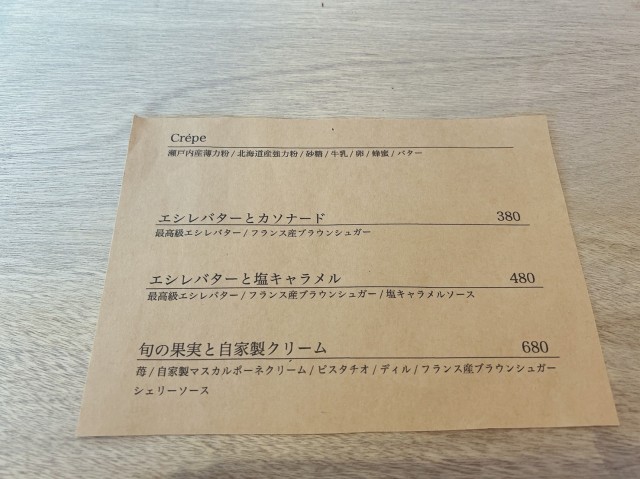 Crépe
瀬戸内産薄力粉 / 北海道産強力粉 / 砂糖 / 牛乳 / 卵 / 蜂蜜 / バター
エシレバターとカソナード 380
最高級エシレバター / フランス産ブラウンシュガー
エシレバターと塩キャラメル 480
最高級エシレバター / フランス産ブラウンシュガー / 塩キャラメルソース
旬の果実と自家製クリーム 680
苺 / 自家製マスカルポーネクリーム / ピスタチオ / ディル / フランス産ブラウンシュガー
シェリーソース